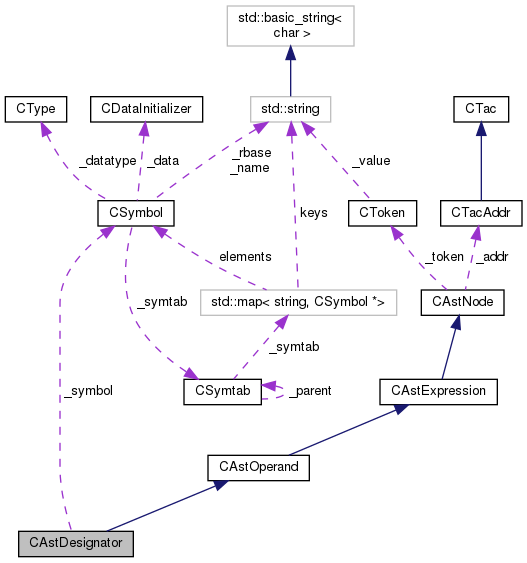 std::basic_string<
char >
CType
CDataInitializer
std::string
CTac
_datatype
_data
_rbase
_name
_value
CSymbol
keys
CToken
CTacAddr
elements
_token
_addr
_symtab
std::map< string, CSymbol *>
CAstNode
_symtab
_symbol
CSymtab
_parent
CAstExpression
CAstOperand
CAstDesignator